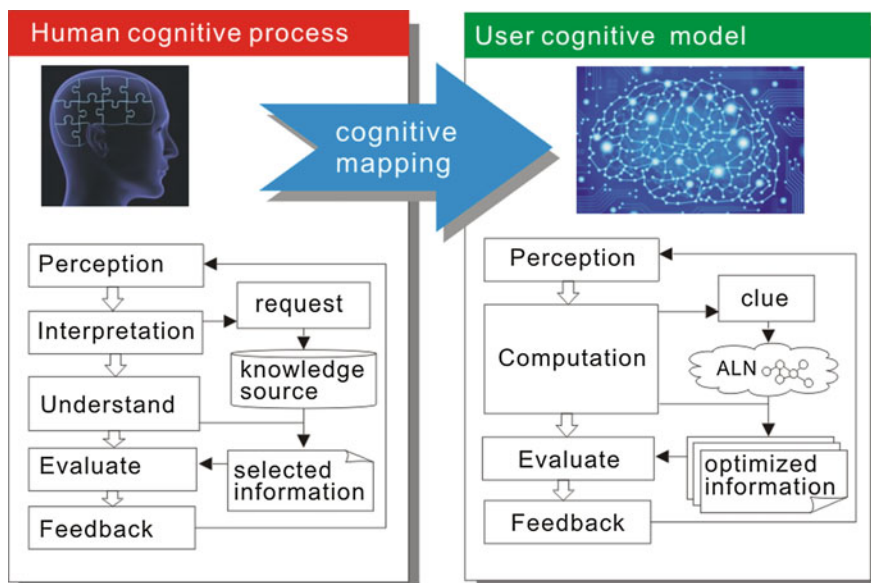 Human cognitive process
cognitive
mapping
Perception
Interpretation
Understand
Evaluate
Feedback
request
knowledge
source
selected
information
User cognitive model
Perception
Computation
Evaluate
Feedback
clue
ALN
optimized
information